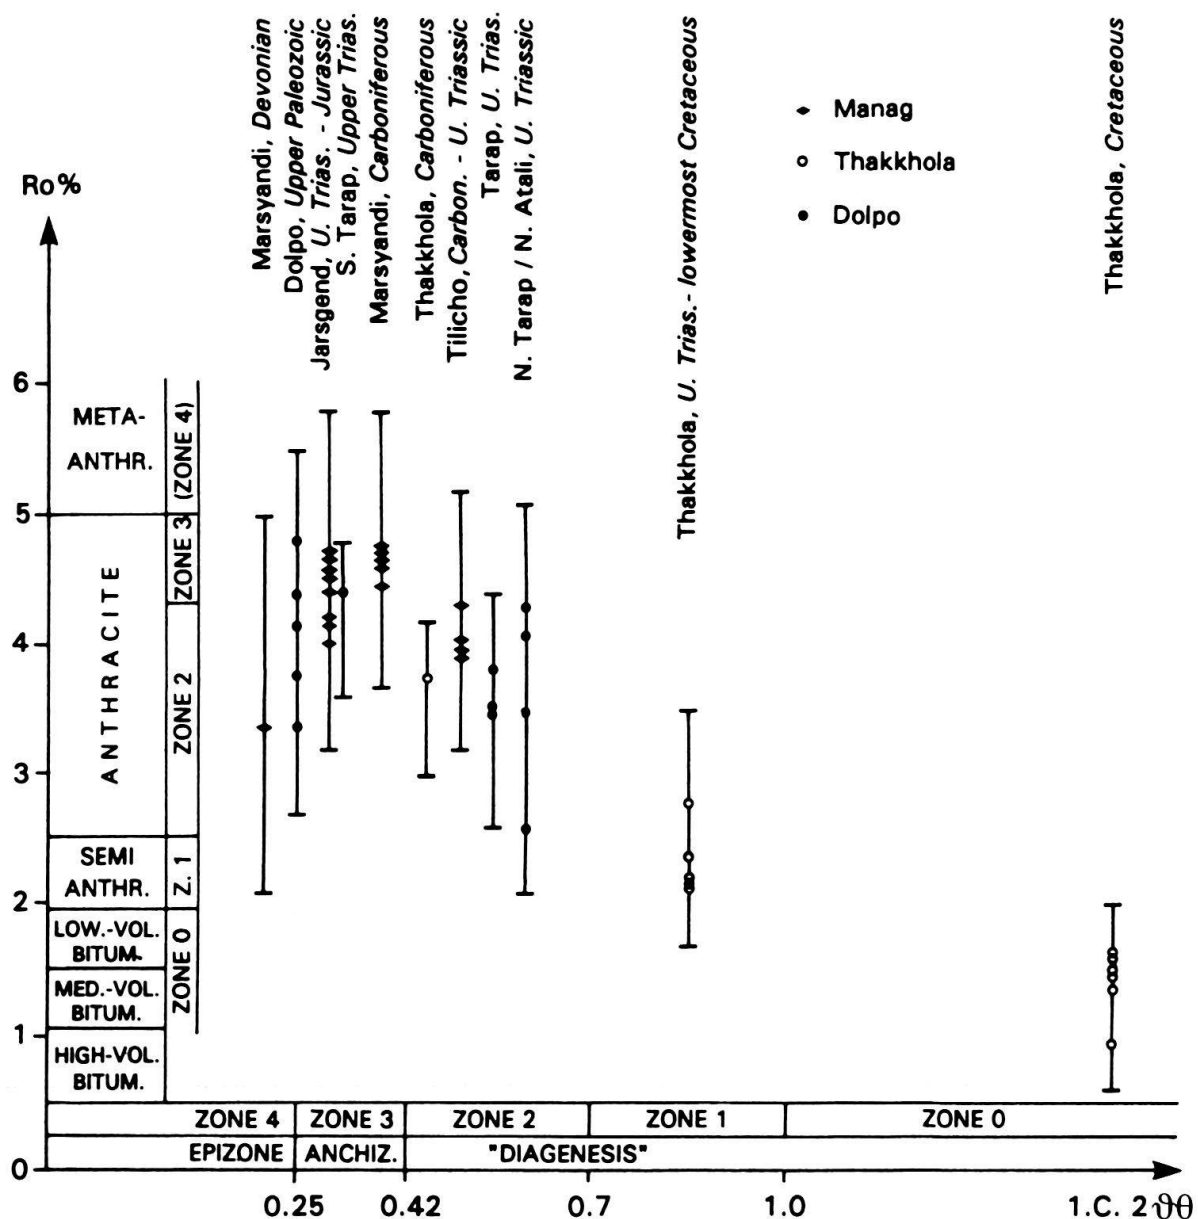 Marsyandi, Devonian
Dolpo, Upper Paleozoic
Jarsgend, U. Trias. - Jurassic
S. Tarap, Upper Trias.
Marsyandi, Carboniferous
Thakkhola, Carboniferous
Tilicho, Carbon. - U. Triassic
Tarap, U. Trias.
N. Tarap / N. Atali, U. Triassic
Thakkhola, U. Trias.- lowermost Cretaceous
Thakkhola, Cretaceous
Manag
Thakkhola
Dolpo
Ro%
6
5
4
3
2
1
0
META-
ANTHR.
ANTHRACITE
SEMI
ANTHR.
LOW.-VOL.
BITUM.
MED.-VOL.
BITUM.
HIGH-VOL.
BITUM.
(ZONE 4)
ZONE 3
ZONE 2
Z. 1
ZONE 0
ZONE 4
ZONE 3
ZONE 2
ZONE 1
ZONE 0
EPIZONE
ANCHIZ.
"DIAGENESIS"
0.25
0.42
0.7
1.0
1.C. 2ϑθ